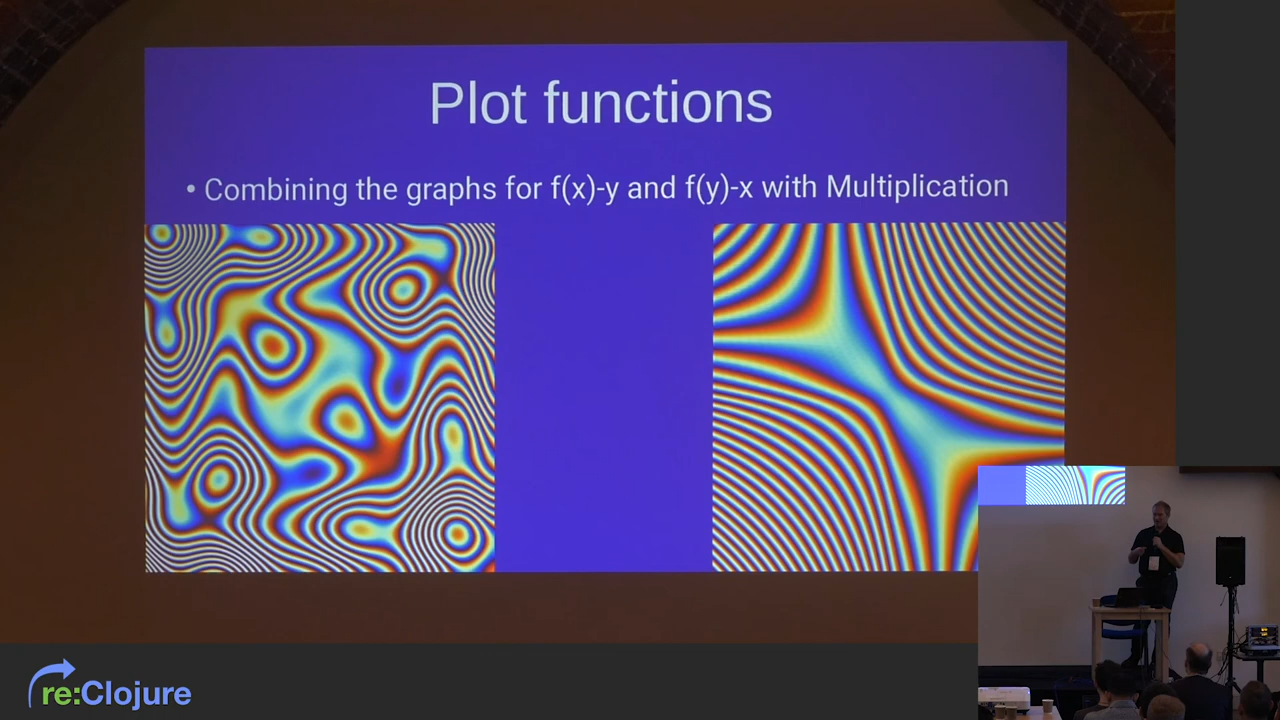 Plot functions
• Combining the graphs for f(x)-y and f(y)-x with Multiplication
re:Clojure